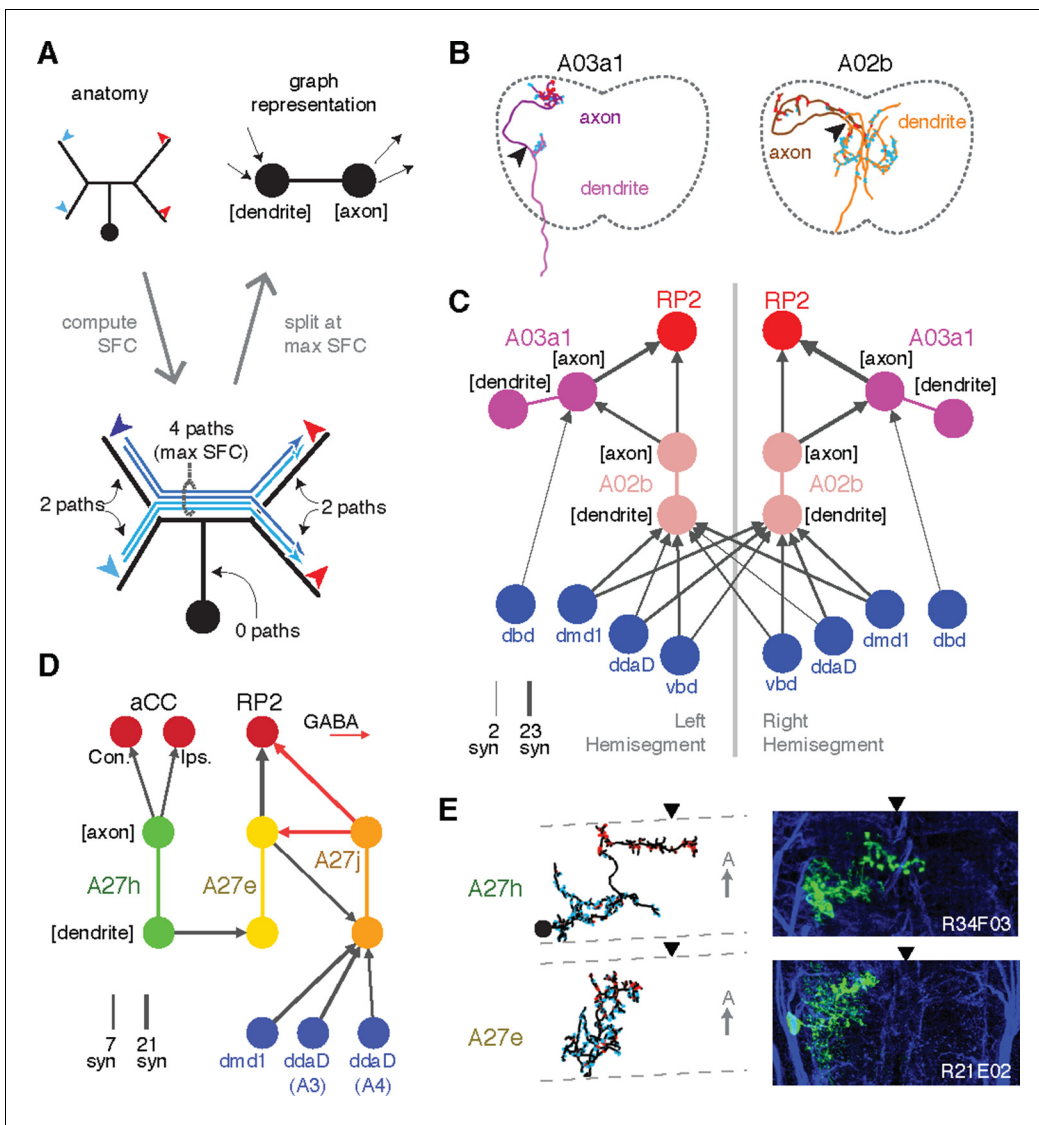 A
anatomy
graph
representation
[dendrite]
[axon]
compute
SFC
split at
max SFC
4 paths
(max SFC)
2 paths
2 paths
0 paths
B
A03a1
axon
dendrite
A02b
dendrite
axon
C
RP2
RP2
A03a1
[axon]
[dendrite]
[axon]
A03a1
[dendrite]
[axon]
[axon]
A02b
A02b
[dendrite]
[dendrite]
dbd
dmd1
ddaD
vbd
vbd
ddaD
dmd1
dbd
2
syn
23
syn
Left
Hemisegment
Right
Hemisegment
D
aCC
RP2
GABA
Con.
Ips.
[axon]
A27h
A27e
A27j
[dendrite]
7
syn
21
syn
dmd1
ddaD
(A3)
ddaD
(A4)
E
A27h
A
R34F03
A27e
A
R21E02